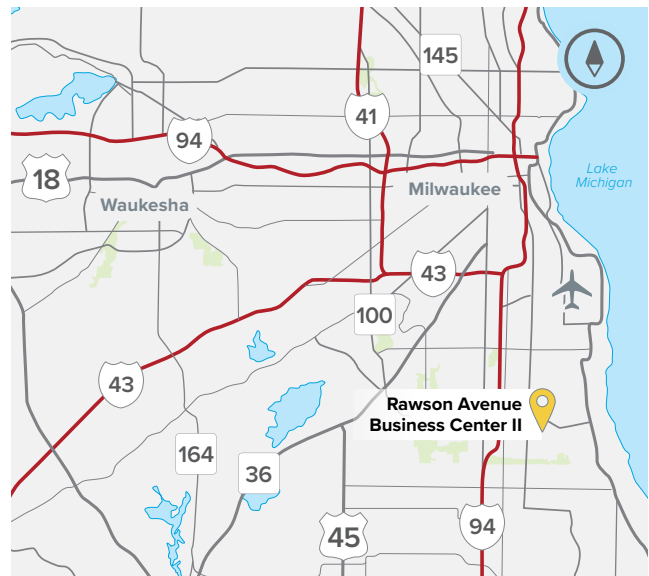 145
41
94
18
Lake
Michigan
Waukesha
Milwaukee
43
100
43
Rawson Avenue
Business Center II
164
36
45
94